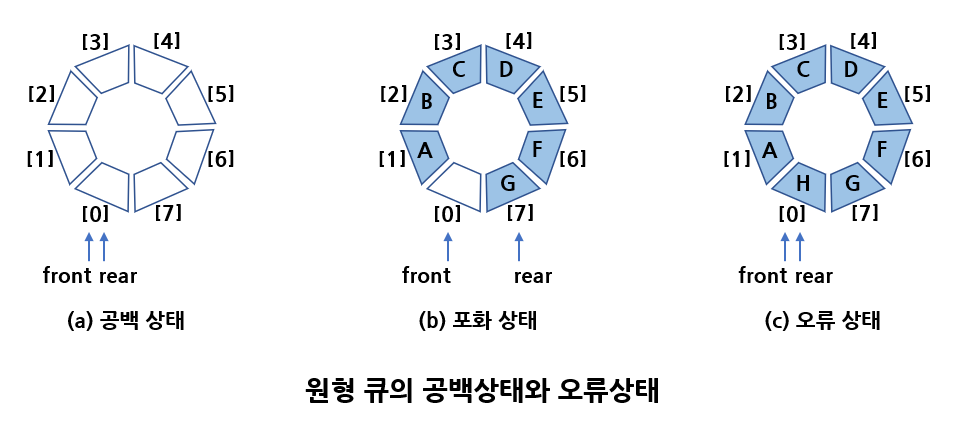 [3] [4] [3] [4] [3] [4]
C D C D
[2] [5] [2] B E [5] [2] B E [5]
[1] [6] [1] A F [6] [1] A F [6]
G H G
[0] [7] [0] [7] [0] [7]
front rear front rear front rear
(a) 공백 상태 (b) 포화 상태 (c) 오류 상태
원형 큐의 공백상태와 오류상태